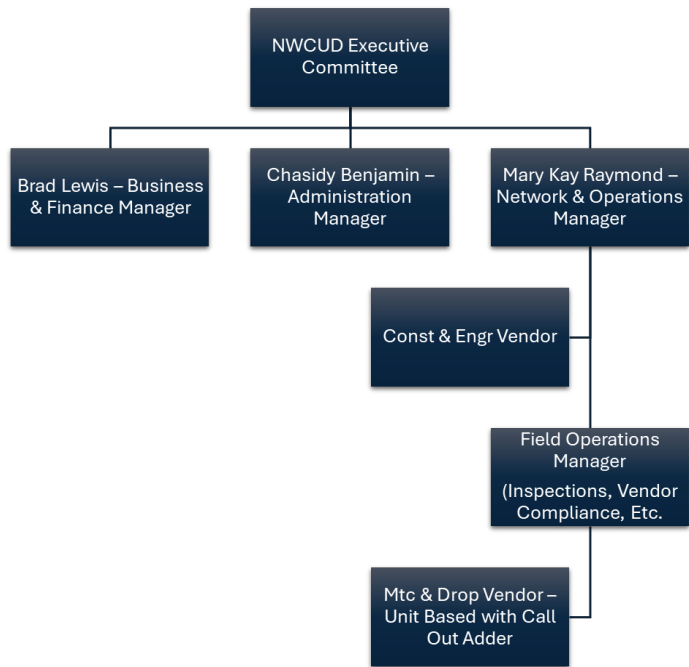 NWCUD Executive
Committee
Brad Lewis – Business
& Finance Manager
Chasidy Benjamin –
Administration
Manager
Mary Kay Raymond –
Network & Operations
Manager
Const & Engr Vendor
Field Operations
Manager
(Inspections, Vendor
Compliance, Etc.
Mtc & Drop Vendor –
Unit Based with Call
Out Adder